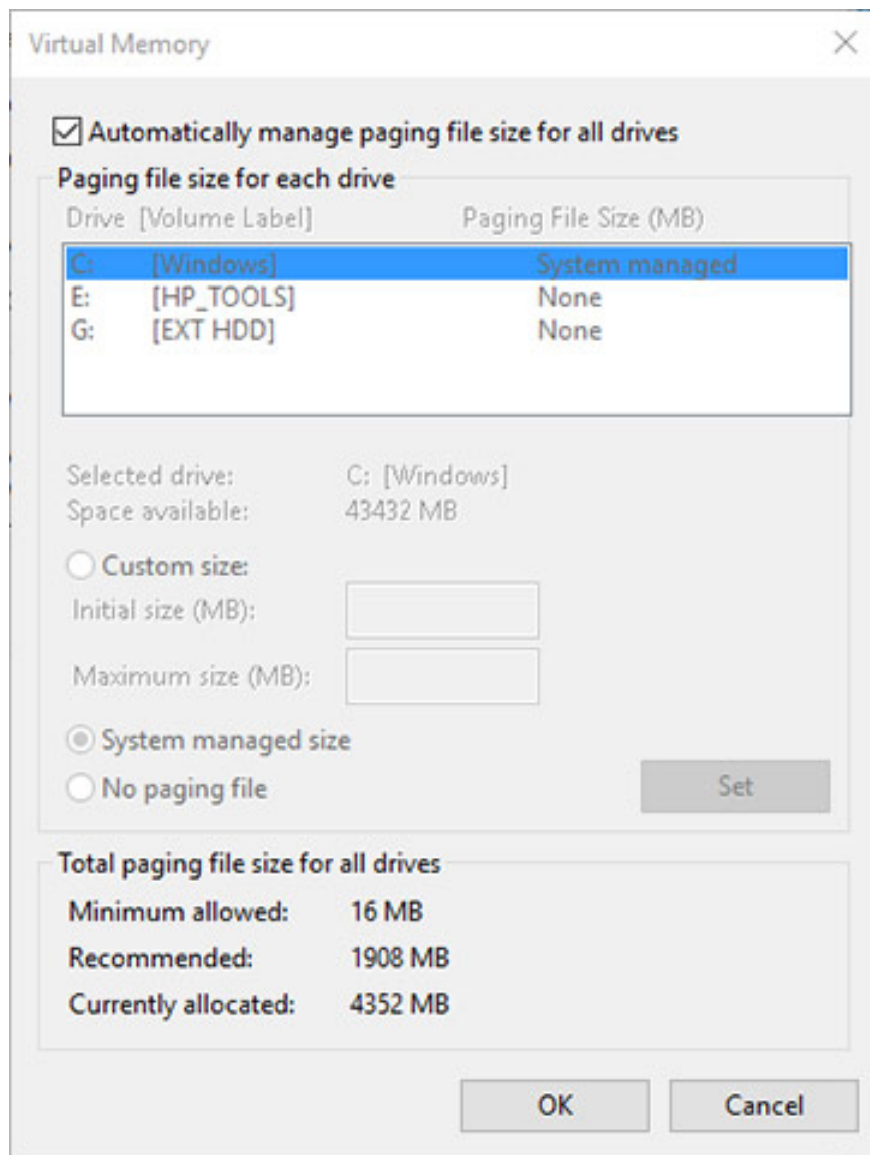 Virtual Memory
Automatically manage paging file size for all drives
Paging file size for each drive
Drive [Volume Label] Paging File Size (MB)
C: [Windows] System managed
E: [HP_TOOLS] None
G: [EXT HDD] None
Selected drive: C: [Windows]
Space available: 43432 MB
Custom size:
Initial size (MB):
Maximum size (MB):
System managed size
No paging file Set
Total paging file size for all drives
Minimum allowed: 16 MB
Recommended: 1908 MB
Currently allocated: 4352 MB
OK Cancel